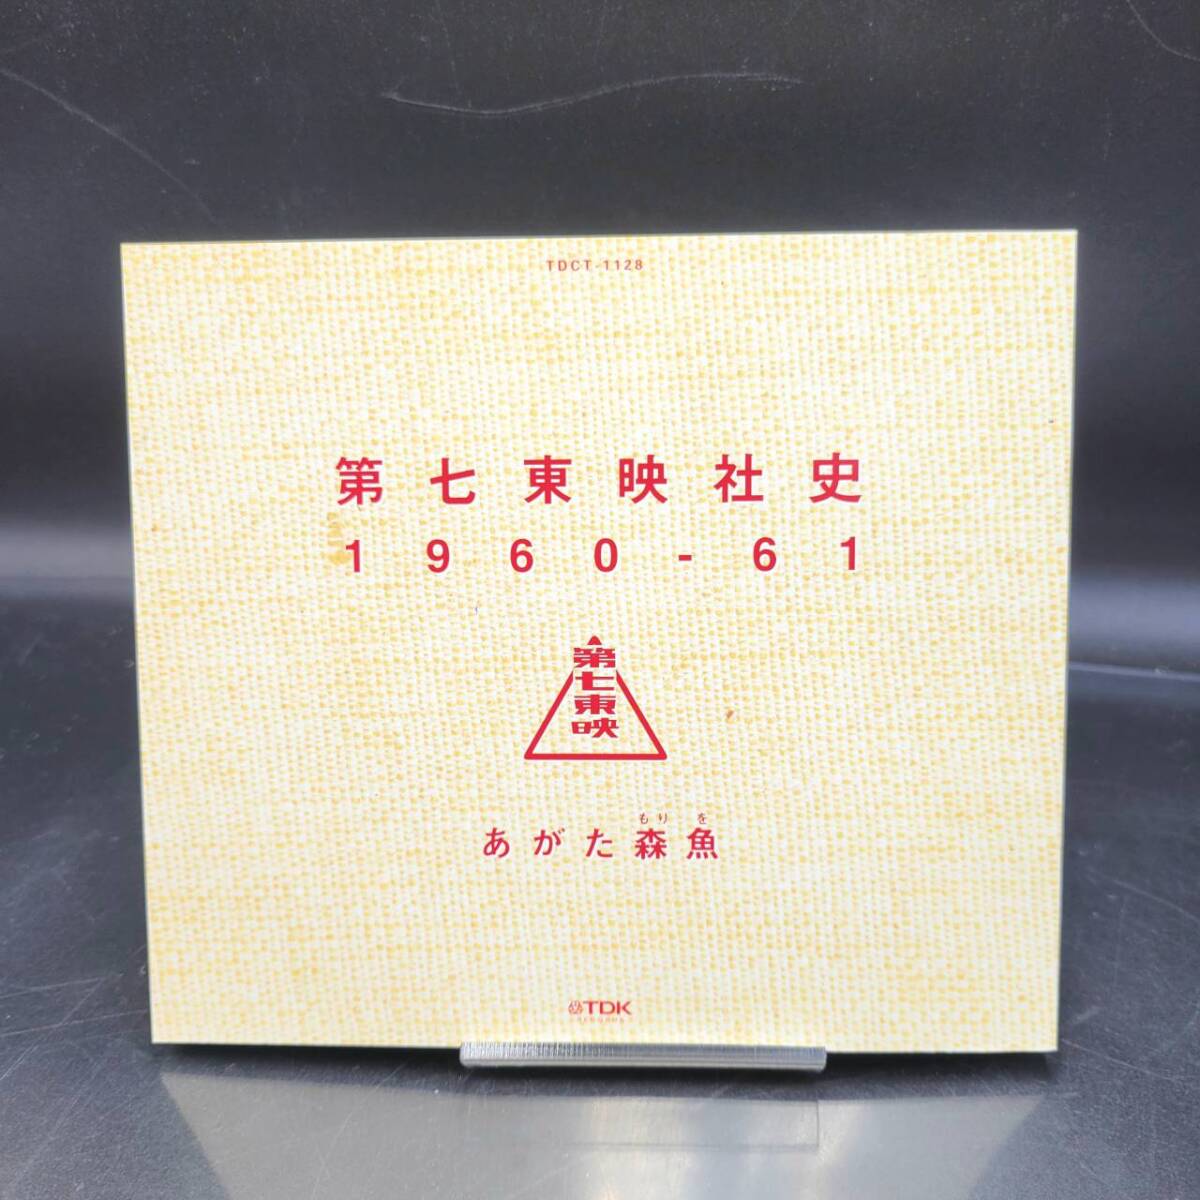 TDCT-1128
第七東映社史
1960-61
第七東映
もりを
あがた森魚
TDK
RECORDS